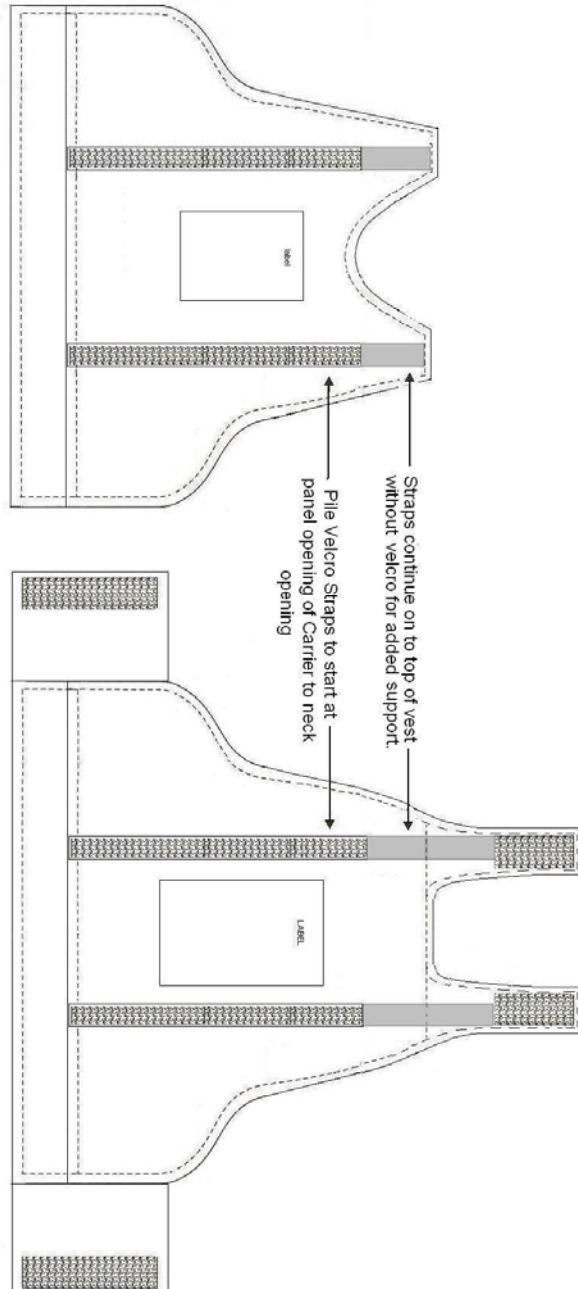 label
Straps continue on to top of vest
without velcro for added support.
Pile Velcro Straps to start at
panel opening of Carrier to neck
opening
LABEL